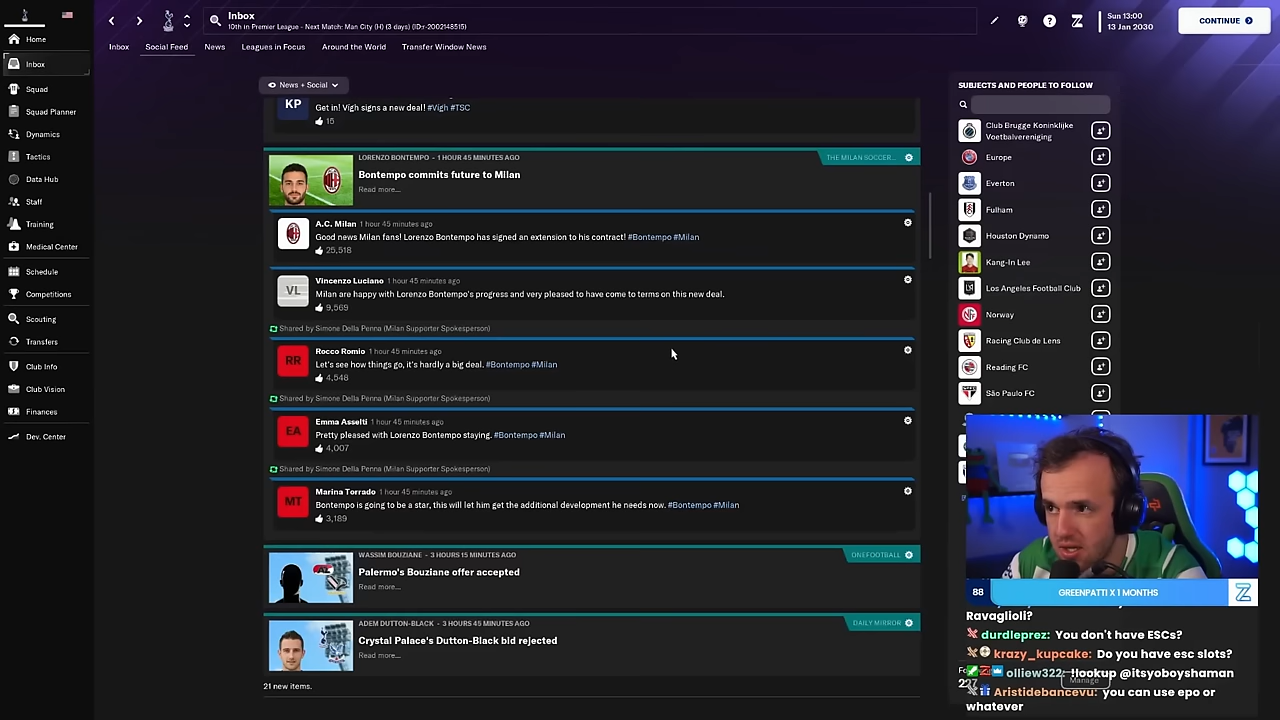 Inbox
10th in Premier League - Next Match: Man City (H) (3 days) (ID:r-2002148515)
Sun 13:00
13 Jan 2030
CONTINUE
Home
Inbox
Squad
Squad Planner
Dynamics
Tactics
Data Hub
Staff
Training
Medical Center
Schedule
Competitions
Scouting
Transfers
Club Info
Club Vision
Finances
Dev. Center
Inbox
Social Feed
News
Leagues in Focus
Around the World
Transfer Window News
News + Social
KP
Get in! Vígh signs a new deal! #Vígh #TSC
15
LORENZO BONTEMPO - 1 HOUR 45 MINUTES AGO
THE MILAN SOCCER...
Bontempo commits future to Milan
Read more...
A.C. Milan 1 hour 45 minutes ago
Good news Milan fans! Lorenzo Bontempo has signed an extension to his contract! #Bontempo #Milan
25,518
VL
Vincenzo Luciano 1 hour 45 minutes ago
Milan are happy with Lorenzo Bontempo's progress and very pleased to have come to terms on this new deal.
9,569
Shared by Simone Della Penna (Milan Supporter Spokesperson)
RR
Rocco Romio 1 hour 45 minutes ago
Let's see how things go, it's hardly a big deal. #Bontempo #Milan
4,548
Shared by Simone Della Penna (Milan Supporter Spokesperson)
EA
Emma Asselti 1 hour 45 minutes ago
Pretty pleased with Lorenzo Bontempo staying. #Bontempo #Milan
4,007
Shared by Simone Della Penna (Milan Supporter Spokesperson)
MT
Marina Torrado 1 hour 45 minutes ago
Bontempo is going to be a star, this will let him get the additional development he needs now. #Bontempo #Milan
3,189
WASSIM BOUZIANE - 3 HOURS 15 MINUTES AGO
ONEFOOTBALL
Palermo's Bouziane offer accepted
Read more...
ADEM DUTTON-BLACK - 3 HOURS 45 MINUTES AGO
DAILY MIRROR
Crystal Palace's Dutton-Black bid rejected
Read more...
21 new items.
SUBJECTS AND PEOPLE TO FOLLOW
Club Brugge Koninklijke
Voetbalvereniging
Europe
Everton
Fulham
Houston Dynamo
Kang-In Lee
Los Angeles Football Club
Norway
Racing Club de Lens
Reading FC
São Paulo FC
88
GREENPATTI X 1 MONTHS
Ravaglioli?
durdleprez: You don't have ESCs?
krazy_kupcake: Do you have esc slots?
olliew322: !lookup @itsyoboyshaman
Manage
Aristidebancevu: you can use epo or
whatever